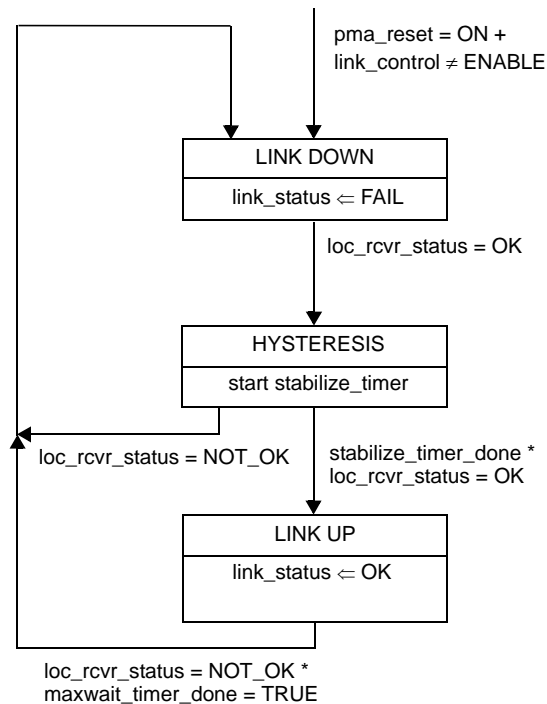 pma_reset = ON +
link_control ≠ ENABLE
LINK DOWN
link_status ⇐ FAIL
loc_rcvr_status = OK
HYSTERESIS
start stabilize_timer
loc_rcvr_status = NOT_OK
stabilize_timer_done *
loc_rcvr_status = OK
LINK UP
link_status ⇐ OK
loc_rcvr_status = NOT_OK *
maxwait_timer_done = TRUE